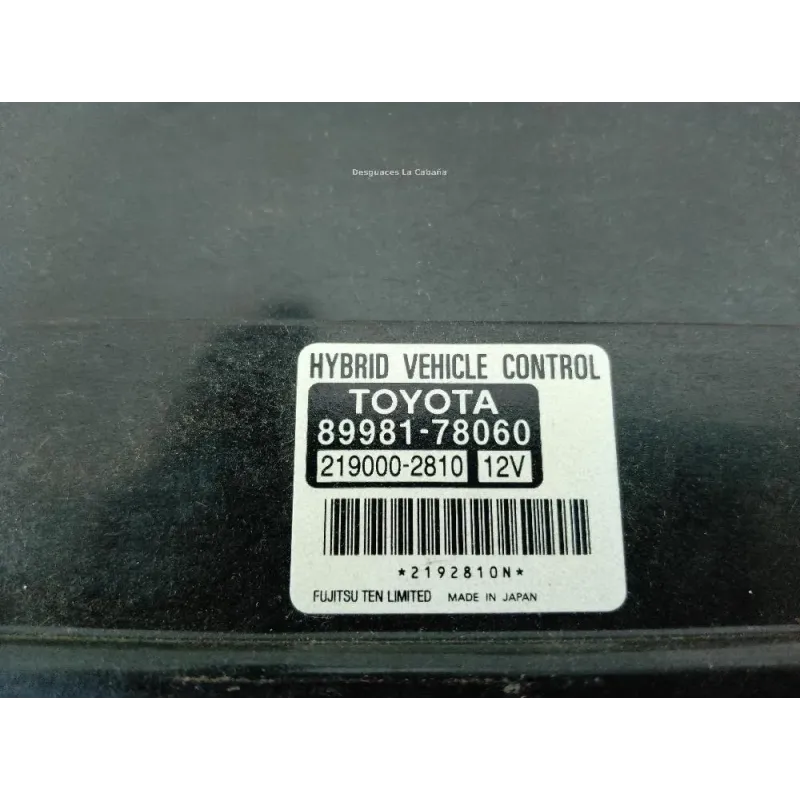 Desguaces La Cabaña
HYBRID VEHICLE CONTROL
TOYOTA
89981-78060
219000-2810 12V
*2192810N*
FUJITSU TEN LIMITED MADE IN JAPAN